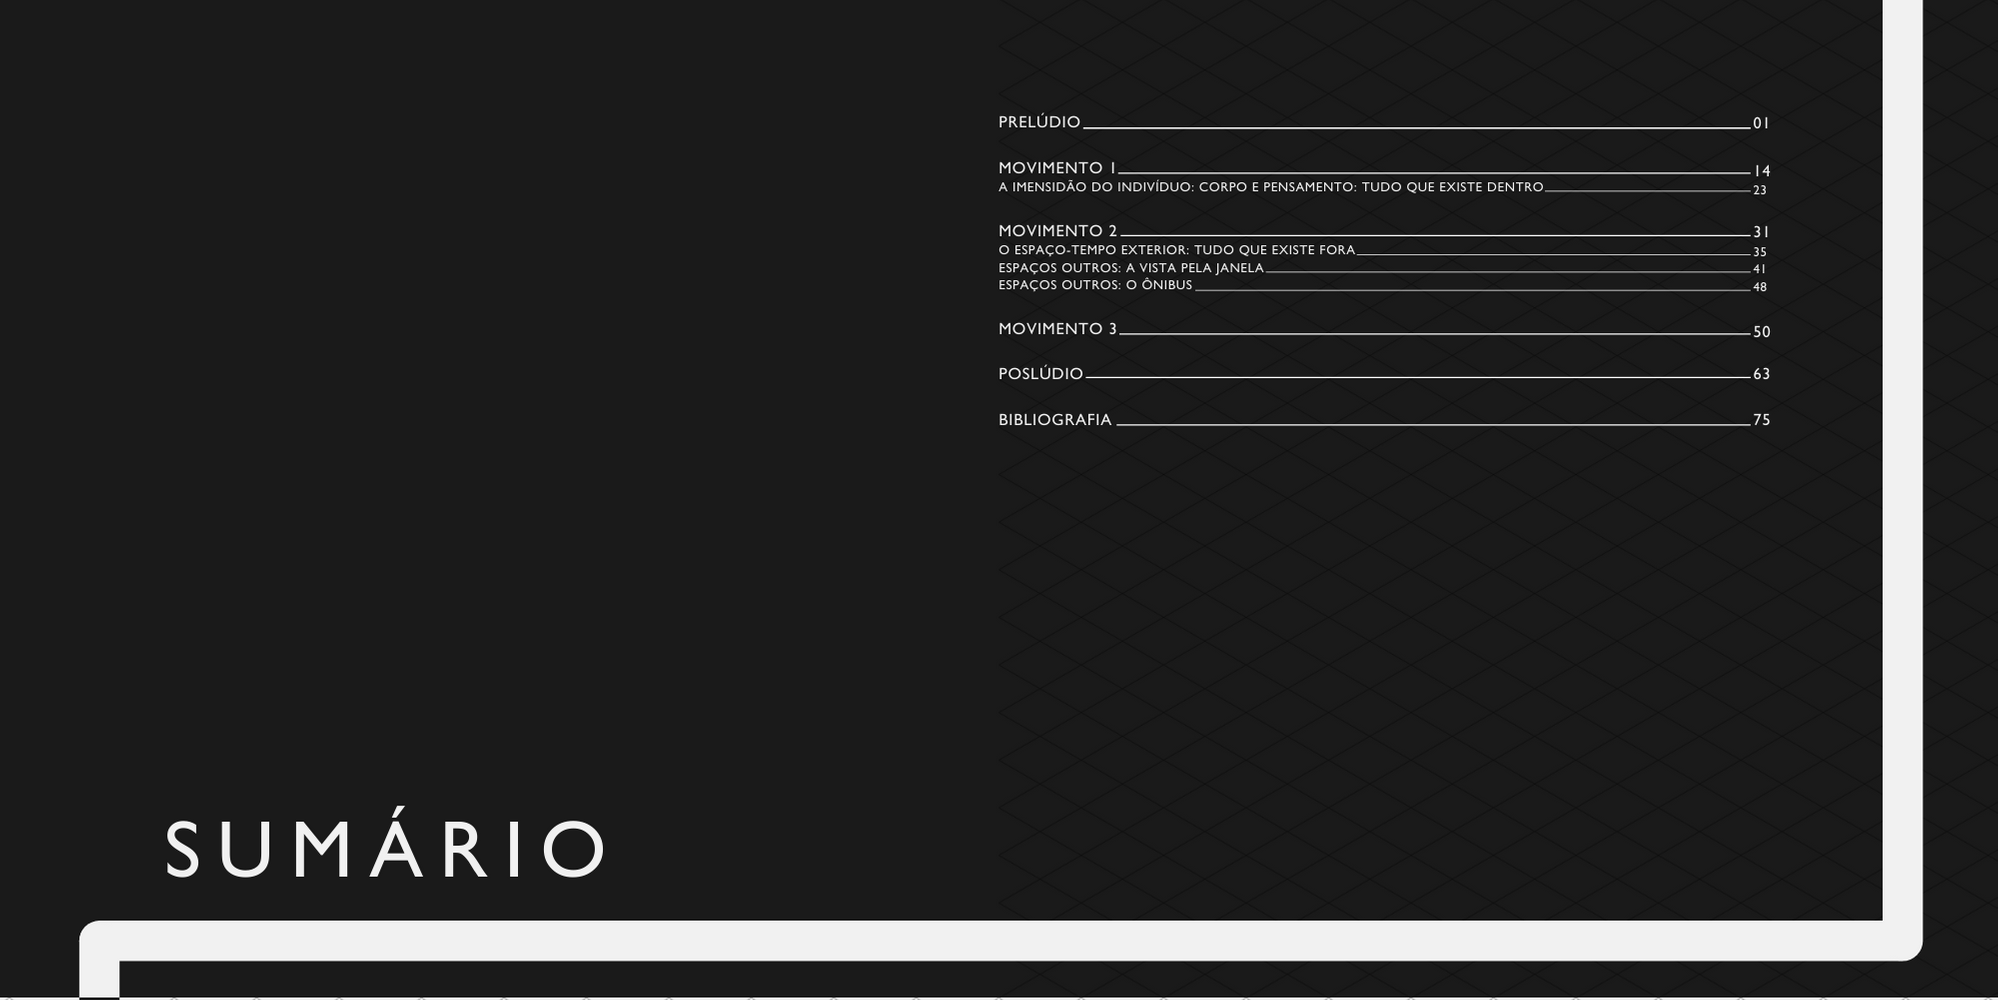 PRELÚDIO 01
MOVIMENTO 1 14
A IMENSIDÃO DO INDIVÍDUO: CORPO E PENSAMENTO: TUDO QUE EXISTE DENTRO 23
MOVIMENTO 2 31
O ESPAÇO-TEMPO EXTERIOR: TUDO QUE EXISTE FORA 35
ESPAÇOS OUTROS: A VISTA PELA JANELA 41
ESPAÇOS OUTROS: O ÔNIBUS 48
MOVIMENTO 3 50
POSLÚDIO 63
BIBLIOGRAFIA 75
SUMÁRIO